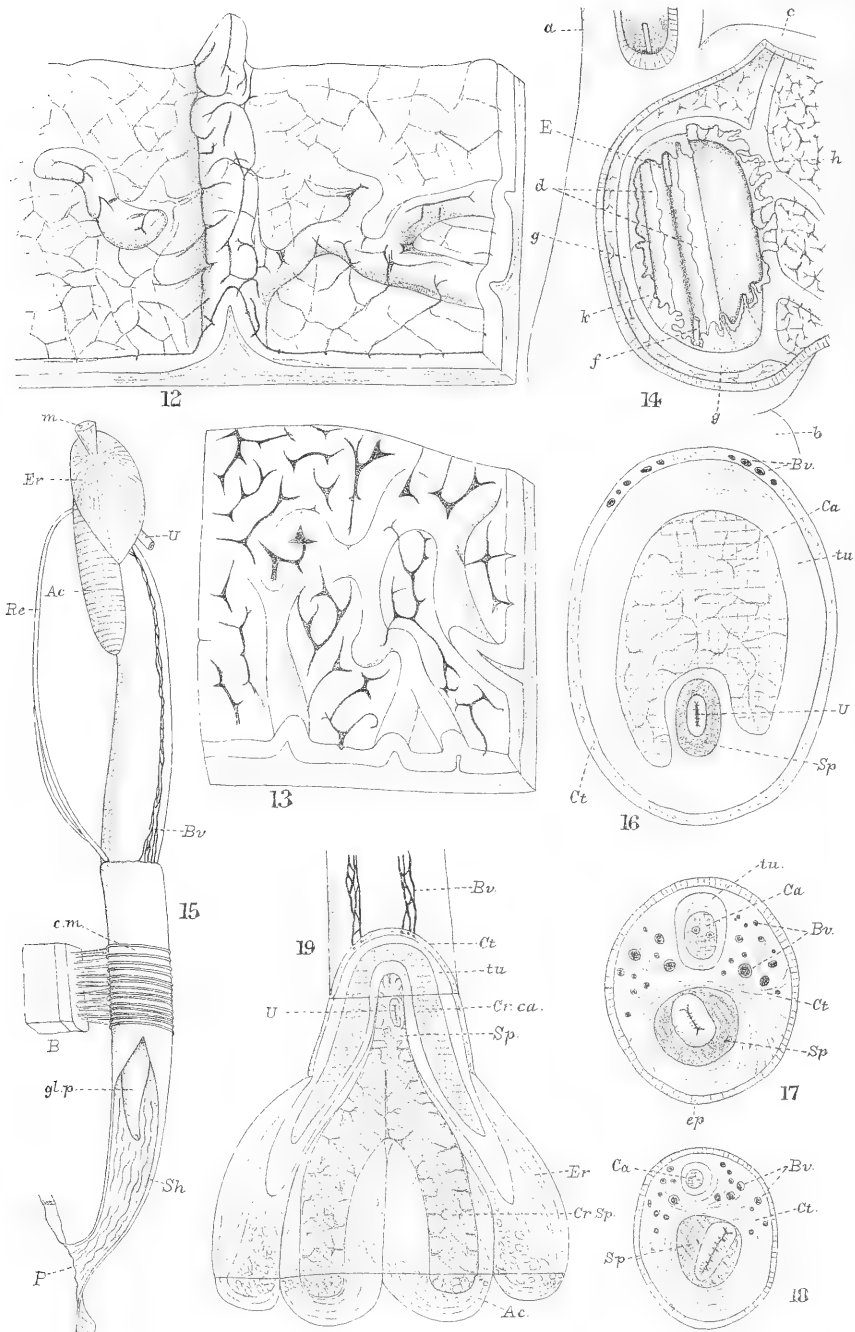 a
c
E
h
d
g
k
f
12
14
g
m
b
Bv.
Er
Ca
U
tu
Ac
Re
U
Sp
13
Ct
16
Bv
15
tu.
Bv.
Ca
c.m.
19
Ct
Bv.
tu
Ct
U
Cr.ca.
Sp.
Sp
B
17
gl.p
ep
Ca
Bv.
Sh
Er
Ct.
Cr Sp.
Sp
P
Ac.
18